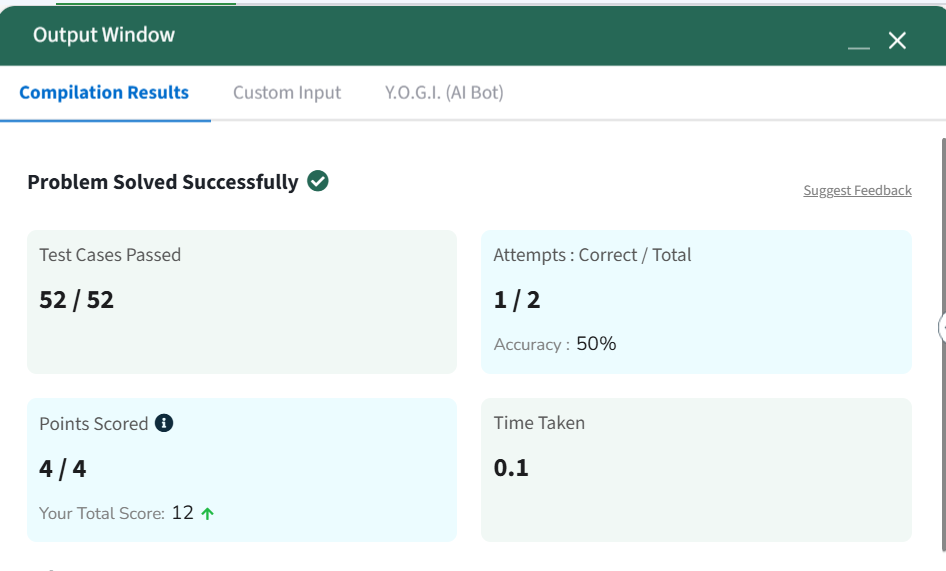 Output Window
Compilation Results Custom Input Y.O.G.I. (AI Bot)
Problem Solved Successfully
Suggest Feedback
Test Cases Passed
52 / 52
Attempts : Correct / Total
1 / 2
Accuracy : 50%
Points Scored
4 / 4
Your Total Score: 12
Time Taken
0.1